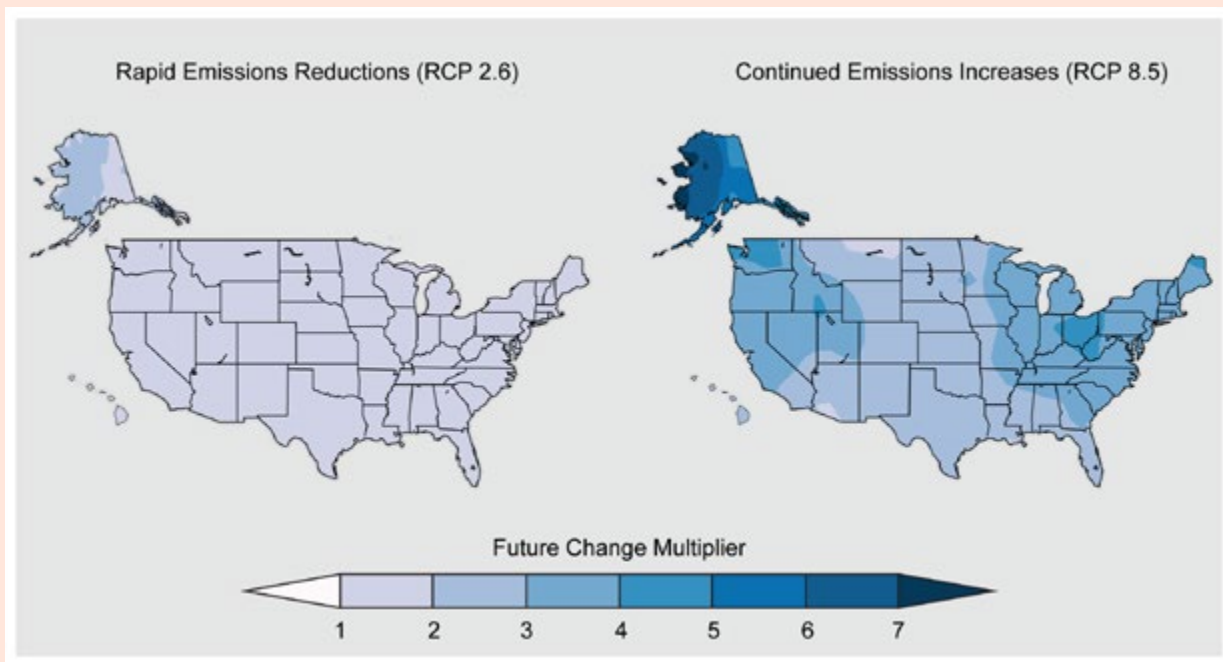 Rapid Emissions Reductions (RCP 2.6)
Continued Emissions Increases (RCP 8.5)
Future Change Multiplier
1 2 3 4 5 6 7